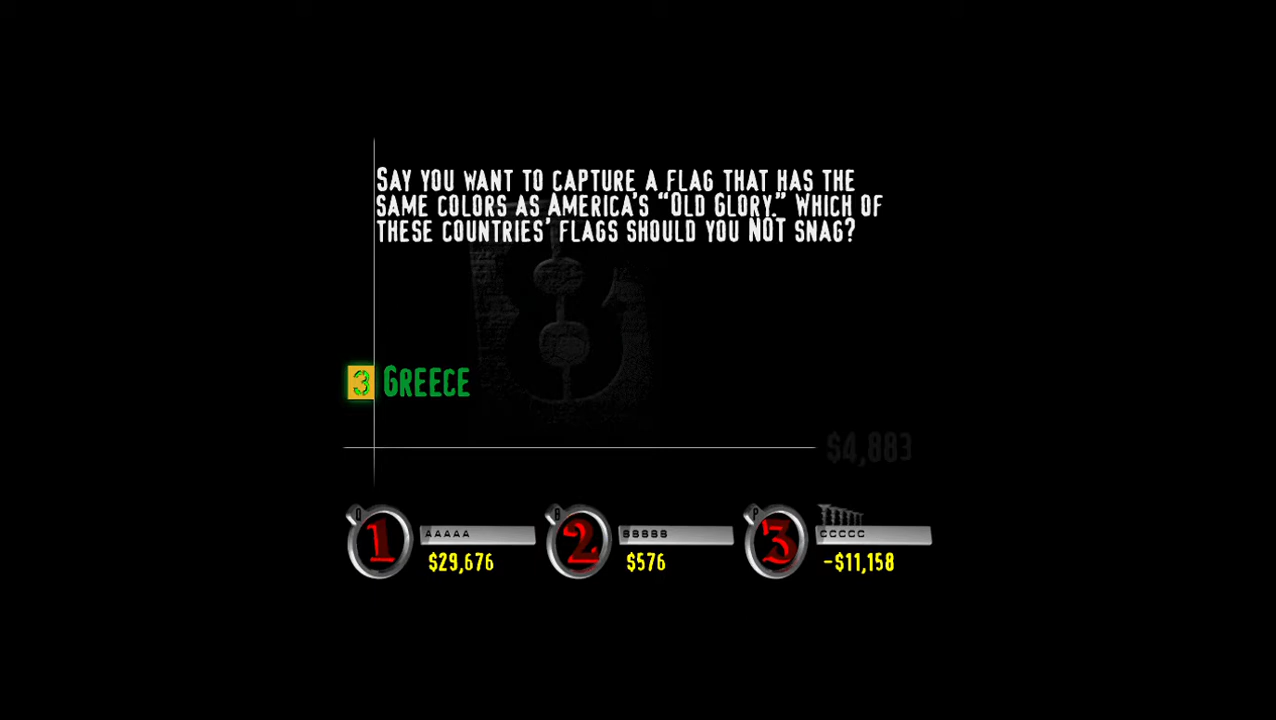 Say you want to capture a flag that has the
same colors as America's “Old Glory.” Which of
these countries' flags should you NOT snag?
3 Greece
$4,883
Q B P
1 AAAAA 2 BBBBB 3 CCCCC
$29,676 $576 -$11,158